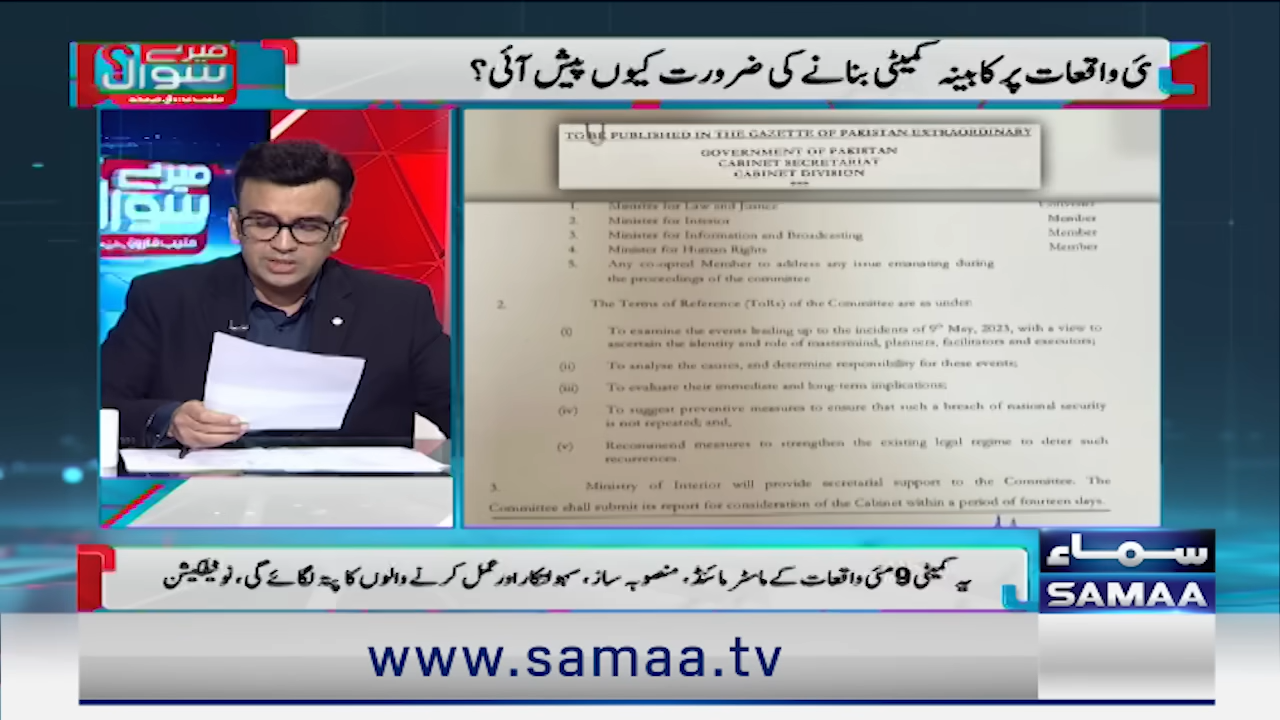 میرے
سوال
ئی واقعات پر کابینہ کمیٹی بنانے کی ضرورت کیوں پیش آئی؟
TO BE PUBLISHED IN THE GAZETTE OF PAKISTAN EXTRAORDINARY
GOVERNMENT OF PAKISTAN
CABINET SECRETARIAT
CABINET DIVISION
***
1. Minister for Law and Justice Convener
2. Minister for Interior Member
3. Minister for Information and Broadcasting Member
4. Minister for Human Rights Member
5. Any co-opted Member to address any issue emanating during
the proceedings of the committee
2. The Terms of Reference (ToRs) of the Committee are as under:
(i) To examine the events leading up to the incidents of 9th May, 2023, with a view to
ascertain the identity and role of mastermind, planners, facilitators and executors;
(ii) To analyse the causes, and determine responsibility for these events;
(iii) To evaluate their immediate and long-term implications;
(iv) To suggest preventive measures to ensure that such a breach of national security
is not repeated; and,
(v) Recommend measures to strengthen the existing legal regime to deter such
recurrences.
3. Ministry of Interior will provide secretarial support to the Committee. The
Committee shall submit its report for consideration of the Cabinet within a period of fourteen days.
میرے
سوال
منیب فاروق
یہ کمیٹی 9 مئی واقعات کے ماسٹر مائنڈ، منصوبہ ساز، سہولتکار اور عمل کرنے والوں کا پتہ لگائے گی، نوٹیفکیشن
سماء
SAMAA
www.samaa.tv